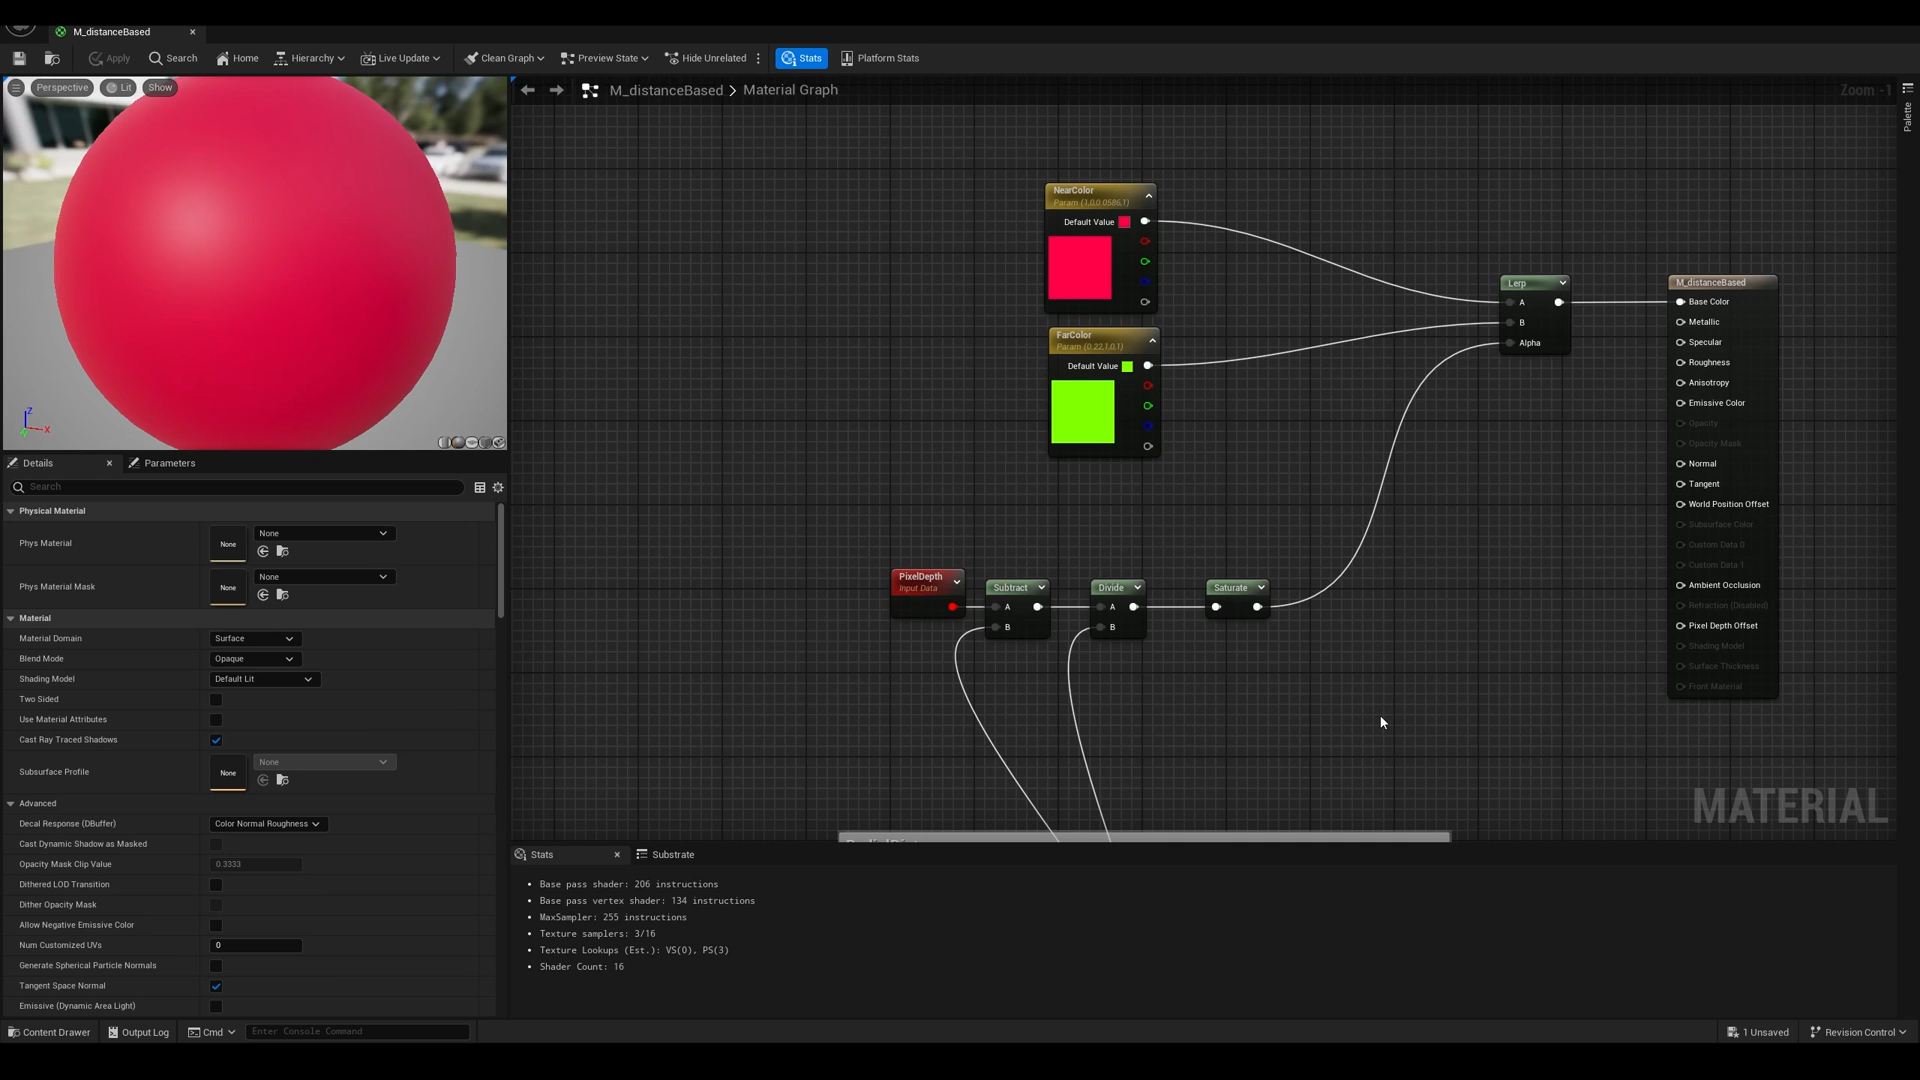 M_distanceBased
Apply
Search
Home
Hierarchy
Live Update
Clean Graph
Preview State
Hide Unrelated
Stats
Platform Stats
Perspective
Lit
Show
M_distanceBased > Material Graph
Zoom -1
Palette
NearColor
Param (1,0,0.0586,1)
Default Value
FarColor
Param (0.22,1,0,1)
Default Value
Lerp
A
B
Alpha
M_distanceBased
Base Color
Metallic
Specular
Roughness
Anisotropy
Emissive Color
Opacity
Opacity Mask
Normal
Tangent
World Position Offset
Subsurface Color
Custom Data 0
Custom Data 1
Ambient Occlusion
Refraction (Disabled)
Pixel Depth Offset
Shading Model
Surface Thickness
Front Material
PixelDepth
Input Data
Subtract
A
B
Divide
A
B
Saturate
MATERIAL
Z
X
Details
Parameters
Search
Physical Material
Phys Material
None
None
Phys Material Mask
None
None
Material
Material Domain
Surface
Blend Mode
Opaque
Shading Model
Default Lit
Two Sided
Use Material Attributes
Cast Ray Traced Shadows
Subsurface Profile
None
None
Advanced
Decal Response (DBuffer)
Color Normal Roughness
Cast Dynamic Shadow as Masked
Opacity Mask Clip Value
0.3333
Dithered LOD Transition
Dither Opacity Mask
Allow Negative Emissive Color
Num Customized UVs
0
Generate Spherical Particle Normals
Tangent Space Normal
Emissive (Dynamic Area Light)
Stats
Substrate
Base pass shader: 206 instructions
Base pass vertex shader: 134 instructions
MaxSampler: 255 instructions
Texture samplers: 3/16
Texture Lookups (Est.): VS(0), PS(3)
Shader Count: 16
Content Drawer
Output Log
Cmd
Enter Console Command
1 Unsaved
Revision Control